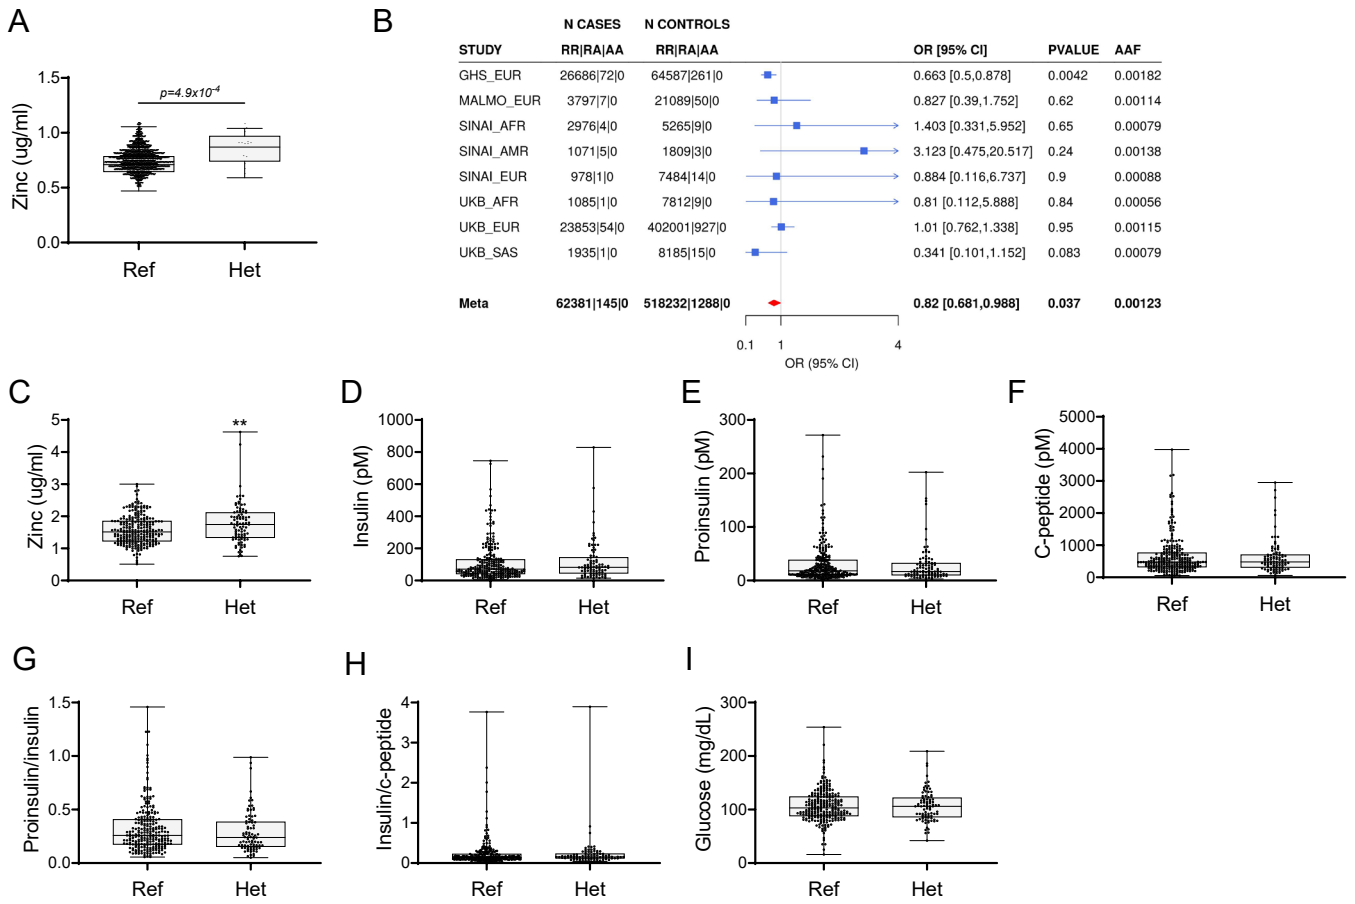 A
Zinc (ug/ml)
1.5
1.0
0.5
0.0
p=4.9x10-4
Ref Het
B
N CASES N CONTROLS
STUDY RR|RA|AA RR|RA|AA OR [95% CI] PVALUE AAF
GHS_EUR 26686|72|0 64587|261|0 0.663 [0.5,0.878] 0.0042 0.00182
MALMO_EUR 3797|7|0 21089|50|0 0.827 [0.39,1.752] 0.62 0.00114
SINAI_AFR 2976|4|0 5265|9|0 1.403 [0.331,5.952] 0.65 0.00079
SINAI_AMR 1071|5|0 1809|3|0 3.123 [0.475,20.517] 0.24 0.00138
SINAI_EUR 978|1|0 7484|14|0 0.884 [0.116,6.737] 0.9 0.00088
UKB_AFR 1085|1|0 7812|9|0 0.81 [0.112,5.888] 0.84 0.00056
UKB_EUR 23853|54|0 402001|927|0 1.01 [0.762,1.338] 0.95 0.00115
UKB_SAS 1935|1|0 8185|15|0 0.341 [0.101,1.152] 0.083 0.00079
Meta 62381|145|0 518232|1288|0 0.82 [0.681,0.988] 0.037 0.00123
0.1 1 4
OR (95% CI)
C
Zinc (ug/ml)
5
4
3
2
1
0
**
Ref Het
D
Insulin (pM)
1000
800
600
400
200
0
Ref Het
E
Proinsulin (pM)
300
200
100
0
Ref Het
F
C-peptide (pM)
5000
4000
3000
2000
1000
0
Ref Het
G
Proinsulin/insulin
1.5
1.0
0.5
0.0
Ref Het
H
Insulin/c-peptide
4
3
2
1
0
Ref Het
I
Glucose (mg/dL)
300
200
100
0
Ref Het